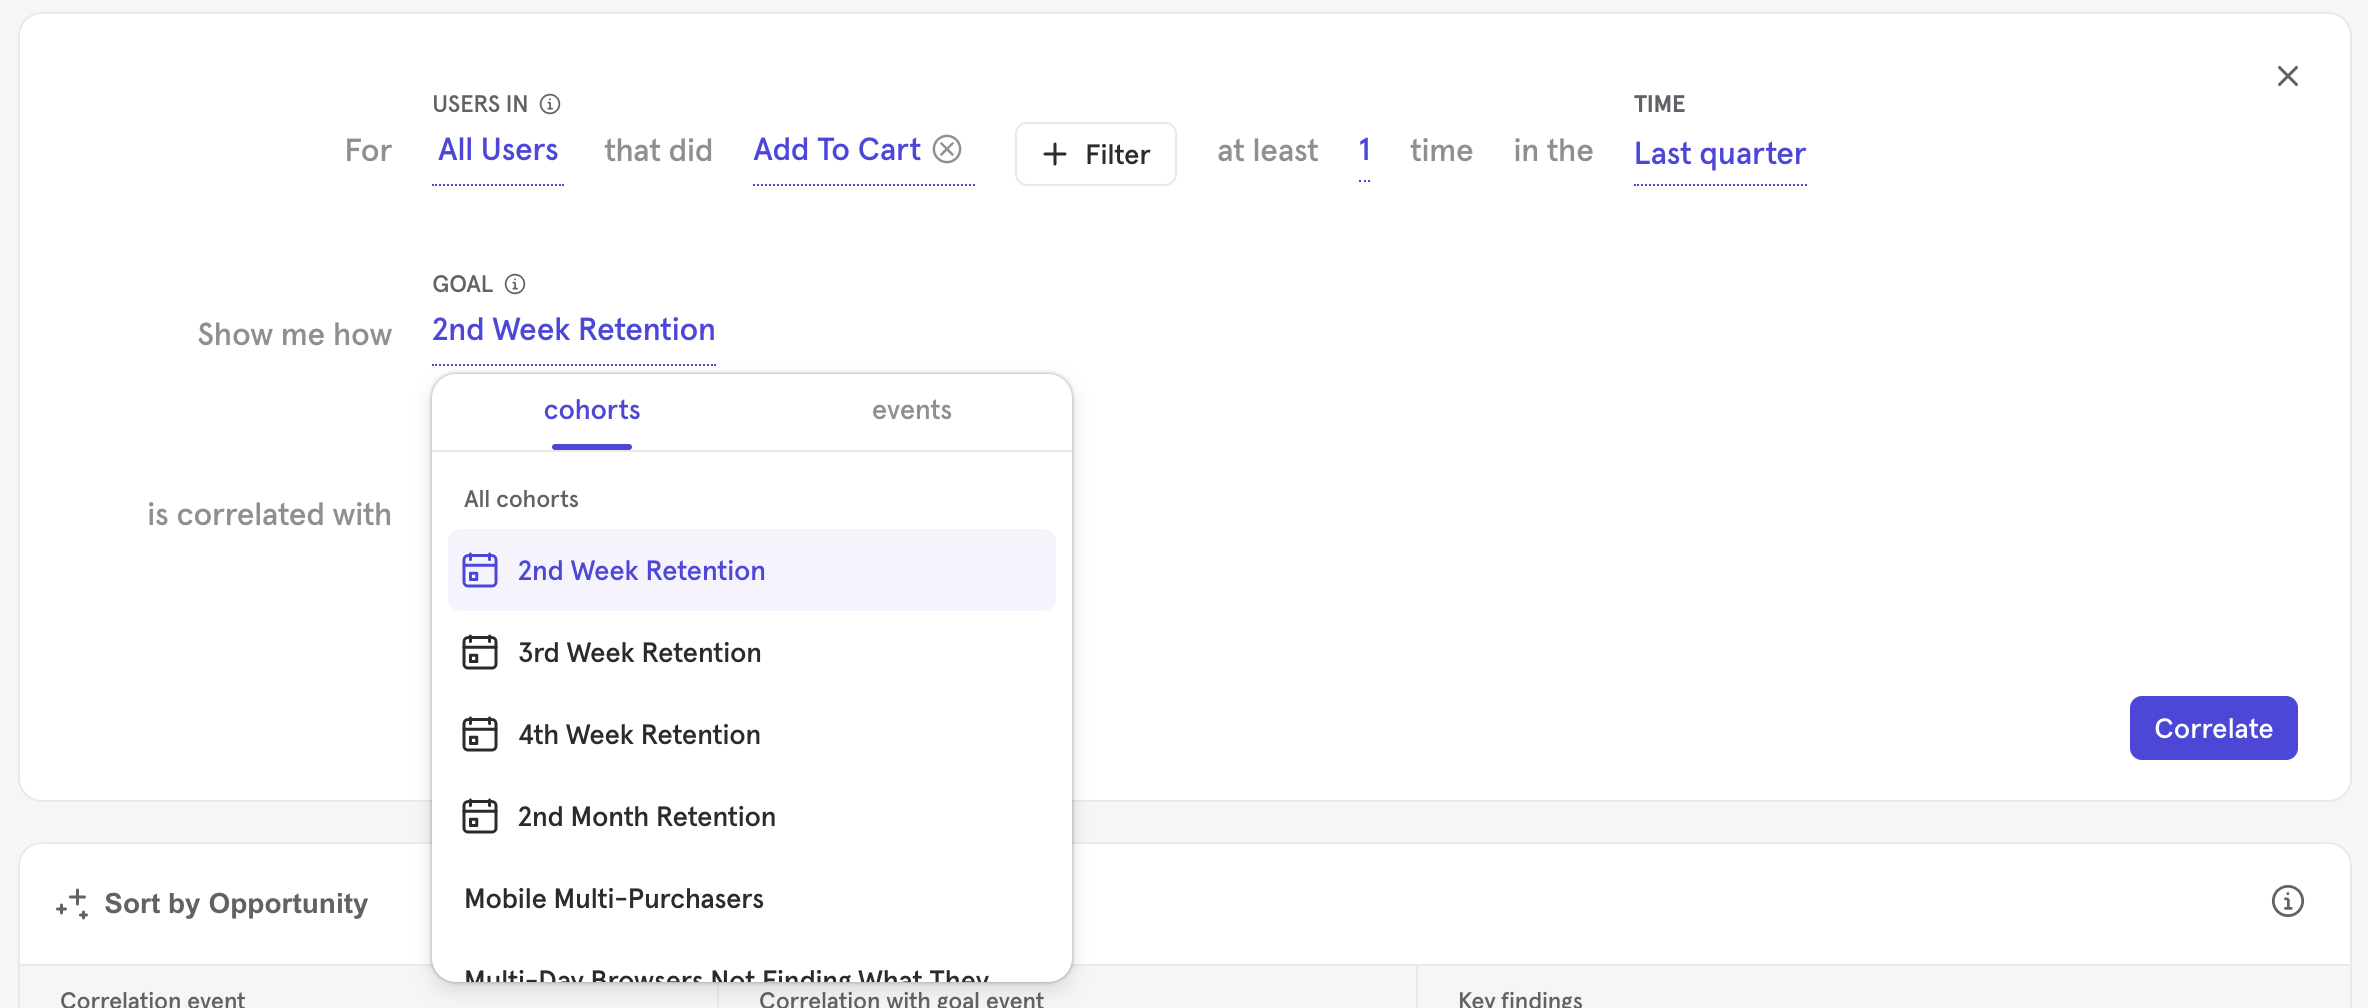 USERS IN
TIME
For All Users that did Add To Cart Filter at least 1 time in the Last quarter
GOAL
Show me how 2nd Week Retention
cohorts events
is correlated with
All cohorts
2nd Week Retention
3rd Week Retention
4th Week Retention
Correlate
2nd Month Retention
Mobile Multi-Purchasers
Sort by Opportunity
Multi-Day Browsers Not Finding What They
Correlation event Correlation with goal event Key findings